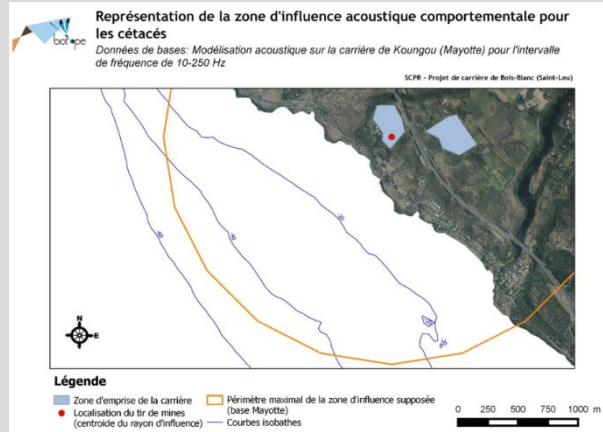 biotope
Représentation de la zone d'influence acoustique comportementale pour
les cétacés
Données de bases: Modélisation acoustique sur la carrière de Koungou (Mayotte) pour l'intervalle
de fréquence de 10-250 Hz
SCPR - Projet de carrière de Bois-Blanc (Saint-Leu)
N
E
Légende
Zone d'emprise de la carrière
Localisation du tir de mines
(centroide du rayon d'influence)
Périmètre maximal de la zone d'influence supposée
(base Mayotte)
Courbes isobathes
0 250 500 750 1000 m